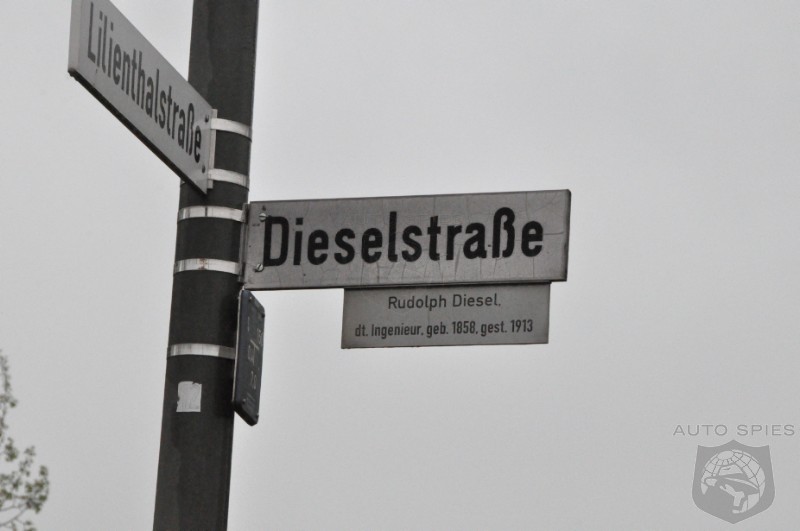 Lilienthalstraße
Dieselstraße
Rudolph Diesel,
dt. Ingenieur, geb. 1858, gest. 1913
AUTO SPIES